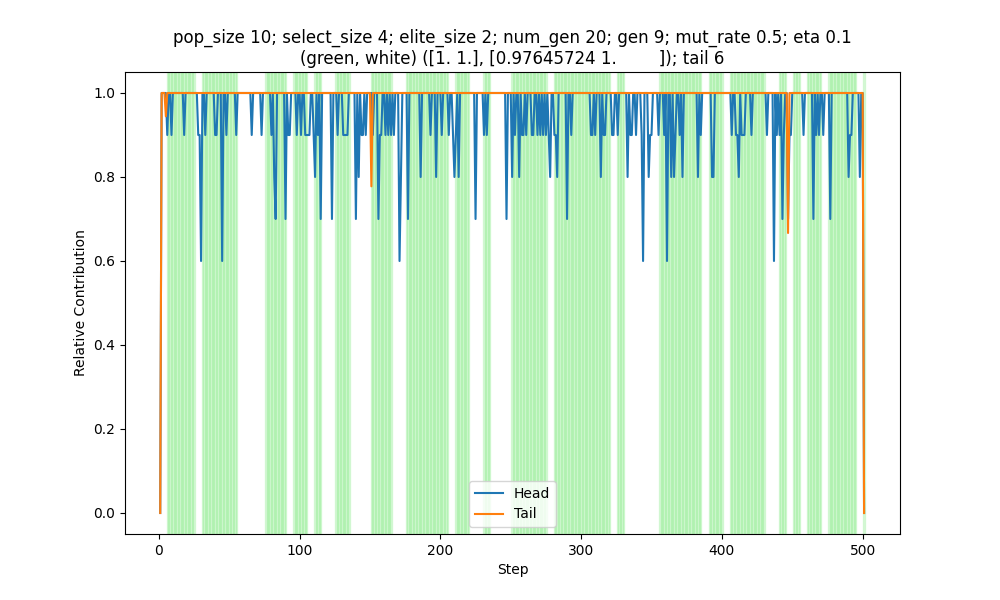 pop_size 10; select_size 4; elite_size 2; num_gen 20; gen 9; mut_rate 0.5; eta 0.1
(green, white) ([1. 1.], [0.97645724 1.        ]); tail 6
1.0
0.8
0.6
0.4
0.2
0.0
Relative Contribution
Head
Tail
0
100
200
300
400
500
Step